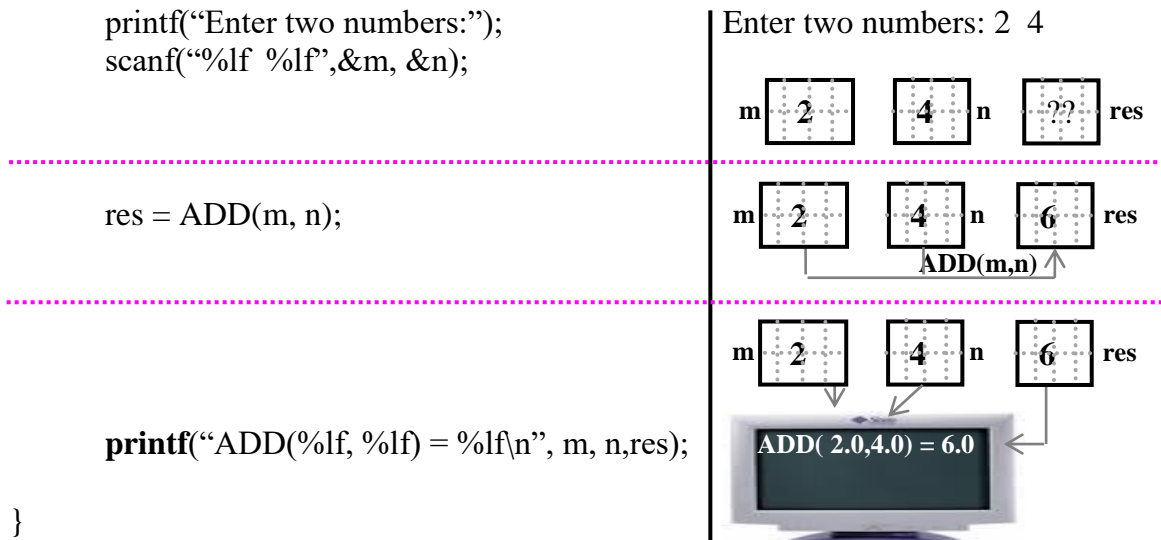 printf(“Enter two numbers:”);
scanf(“%lf %lf”,&m, &n);
Enter two numbers: 2 4
m 2 4 n ?? res
res = ADD(m, n);
m 2 4 n 6 res
ADD(m,n)
m 2 4 n 6 res
printf(“ADD(%lf, %lf) = %lf\n”, m, n,res);
ADD( 2.0,4.0) = 6.0
}